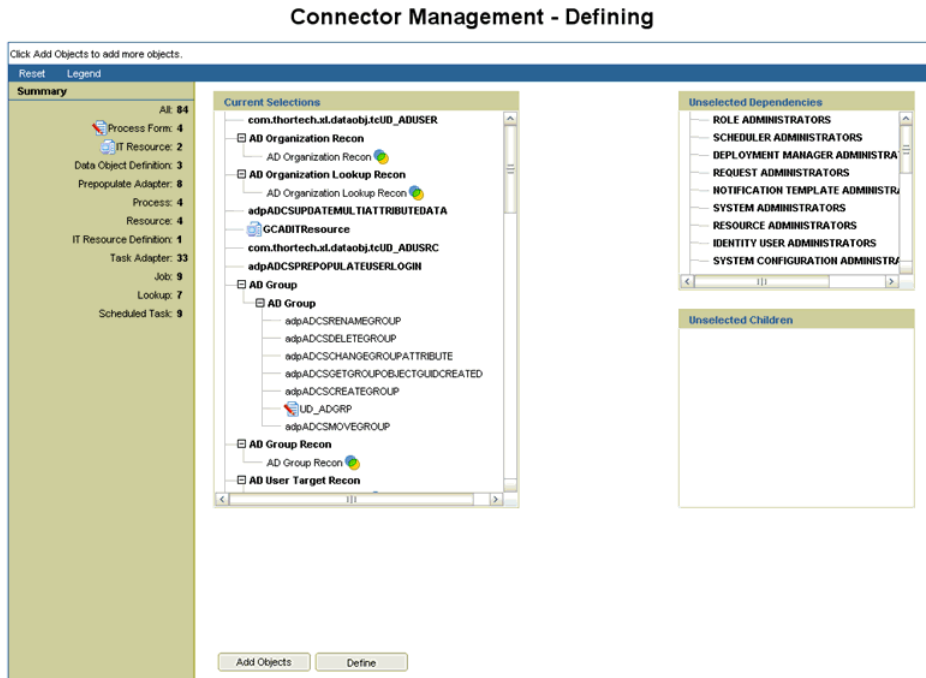 Connector Management - Defining
Click Add Objects to add more objects.
Reset Legend
Summary
All: 84
Process Form: 4
IT Resource: 2
Data Object Definition: 3
Prepopulate Adapter: 8
Process: 4
Resource: 4
IT Resource Definition: 1
Task Adapter: 33
Job: 9
Lookup: 7
Scheduled Task: 9
Current Selections
com.thortech.xl.dataobj.tcUD_ADUSER
AD Organization Recon
AD Organization Recon
AD Organization Lookup Recon
AD Organization Lookup Recon
adpADCSUPDATEMULTIATTRIBUTEDATA
GCADITResource
com.thortech.xl.dataobj.tcUD_ADUSRC
adpADCSPREPOPULATEUSERLOGIN
AD Group
AD Group
adpADCSRENAMEGROUP
adpADCSDELETEGROUP
adpADCSCHANGEGROUPATTRIBUTE
adpADCSGETGROUPOBJECTGUIDCREATED
adpADCSCREATEGROUP
UD_ADGRP
adpADCSMOVEGROUP
AD Group Recon
AD Group Recon
AD User Target Recon
Unselected Dependencies
ROLE ADMINISTRATORS
SCHEDULER ADMINISTRATORS
DEPLOYMENT MANAGER ADMINISTRA
REQUEST ADMINISTRATORS
NOTIFICATION TEMPLATE ADMINISTRA
SYSTEM ADMINISTRATORS
RESOURCE ADMINISTRATORS
IDENTITY USER ADMINISTRATORS
SYSTEM CONFIGURATION ADMINISTRA
Unselected Children
Add Objects Define